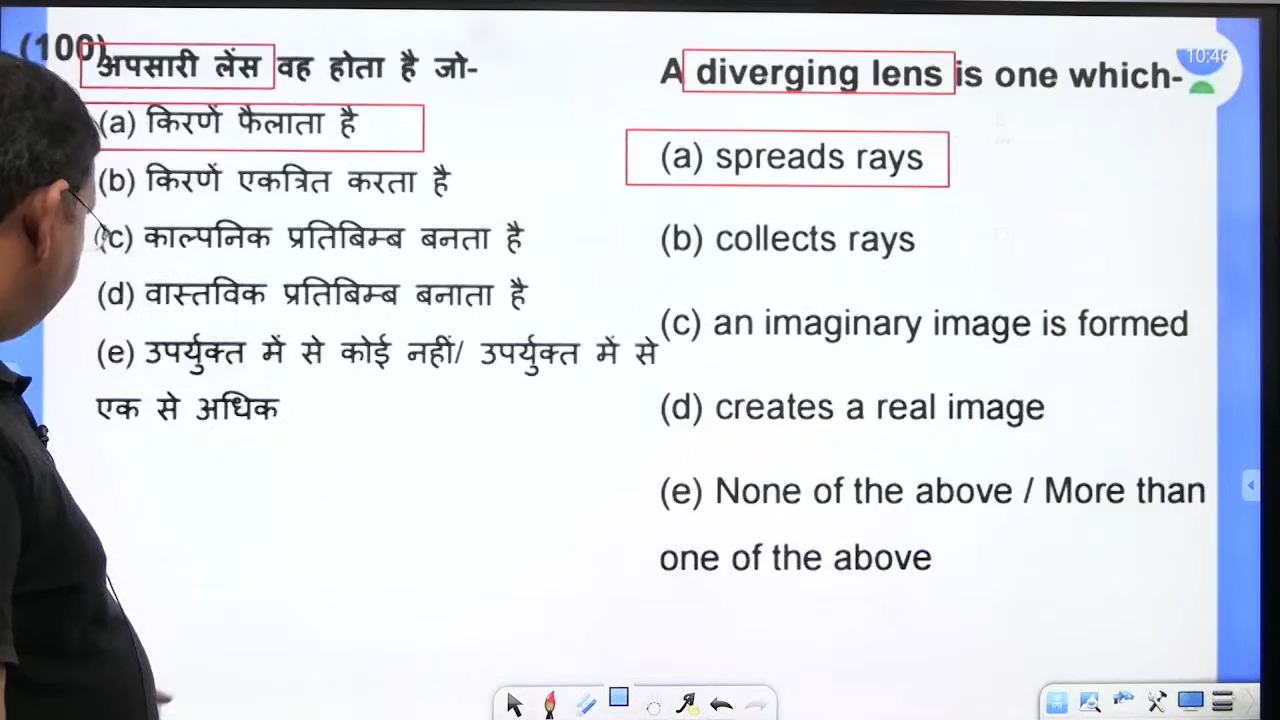 (100)
अपसारी लेंस वह होता है जो-
(a) किरणें फैलाता है
(b) किरणें एकत्रित करता है
(c) काल्पनिक प्रतिबिम्ब बनता है
(d) वास्तविक प्रतिबिम्ब बनाता है
(e) उपर्युक्त में से कोई नहीं/ उपर्युक्त में से
एक से अधिक
A diverging lens is one which-
(a) spreads rays
(b) collects rays
(c) an imaginary image is formed
(d) creates a real image
(e) None of the above / More than
one of the above
10:46